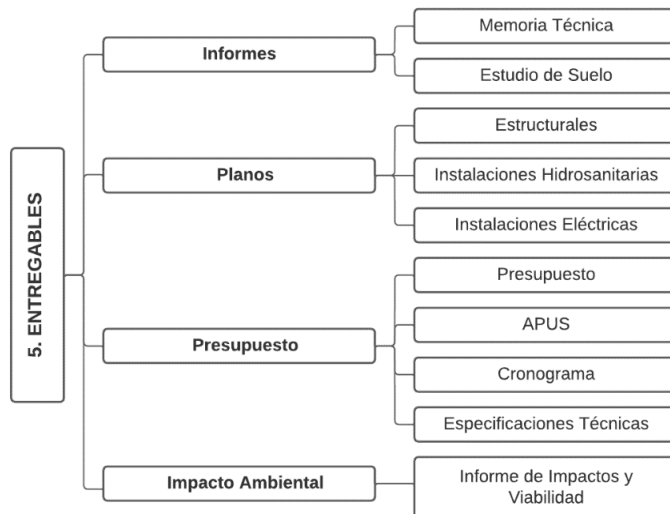 5. ENTREGABLES
Informes
Memoria Técnica
Estudio de Suelo
Planos
Estructurales
Instalaciones Hidrosanitarias
Instalaciones Eléctricas
Presupuesto
Presupuesto
APUS
Cronograma
Especificaciones Técnicas
Impacto Ambiental
Informe de Impactos y
Viabilidad